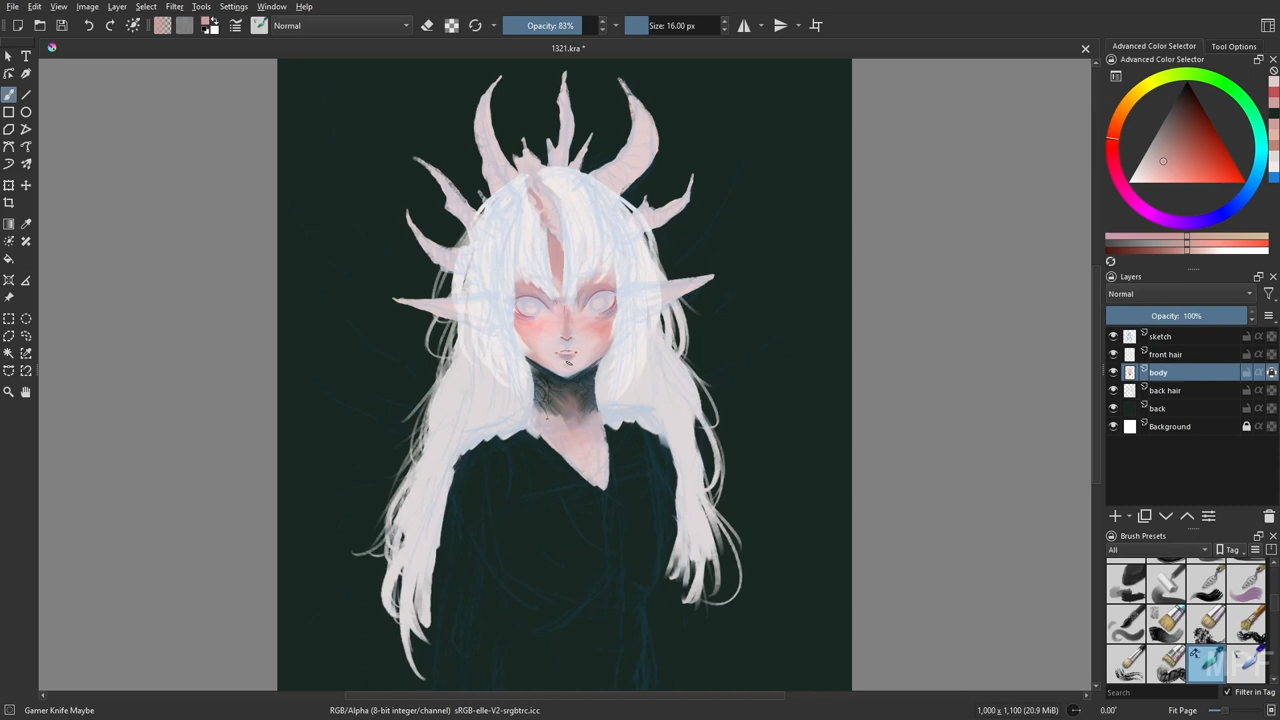 File Edit View Image Layer Select Filter Tools Settings Window Help
Normal Opacity: 83% Size: 16.00 px
1321.kra *
Advanced Color Selector Tool Options
Advanced Color Selector
Layers
Normal
Opacity: 100%
sketch
front hair
body
back hair
back
Background
Brush Presets
All Tag
Search Filter in Tag
Gamer Knife Maybe RGB/Alpha (8-bit integer/channel) sRGB-elle-V2-srgbtrc.icc 1,000 x 1,100 (20.9 MiB) 0.00° Fit Page